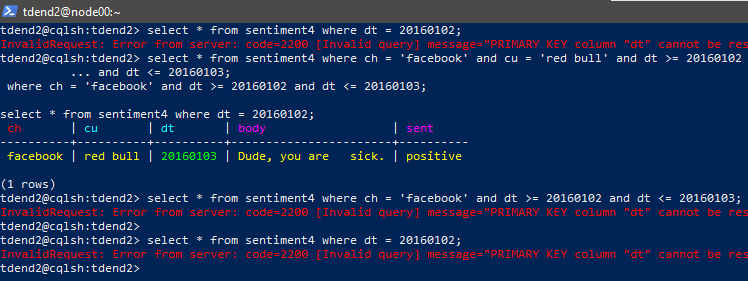 tdend2@node00:~
tdend2@cqlsh:tdend2> select * from sentiment4 where dt = 20160102;
InvalidRequest: Error from server: code=2200 [Invalid query] message="PRIMARY KEY column "dt" cannot be res
tdend2@cqlsh:tdend2> select * from sentiment4 where ch = 'facebook' and cu = 'red bull' and dt >= 20160102
... and dt <= 20160103;
where ch = 'facebook' and dt >= 20160102 and dt <= 20160103;
select * from sentiment4 where dt = 20160102;
ch | cu | dt | body | sent
----------+----------+----------+----------------------+----------
facebook | red bull | 20160103 | Dude, you are   sick. | positive
(1 rows)
tdend2@cqlsh:tdend2> select * from sentiment4 where ch = 'facebook' and dt >= 20160102 and dt <= 20160103;
InvalidRequest: Error from server: code=2200 [Invalid query] message="PRIMARY KEY column "dt" cannot be res
tdend2@cqlsh:tdend2>
tdend2@cqlsh:tdend2> select * from sentiment4 where dt = 20160102;
InvalidRequest: Error from server: code=2200 [Invalid query] message="PRIMARY KEY column "dt" cannot be res
tdend2@cqlsh:tdend2>